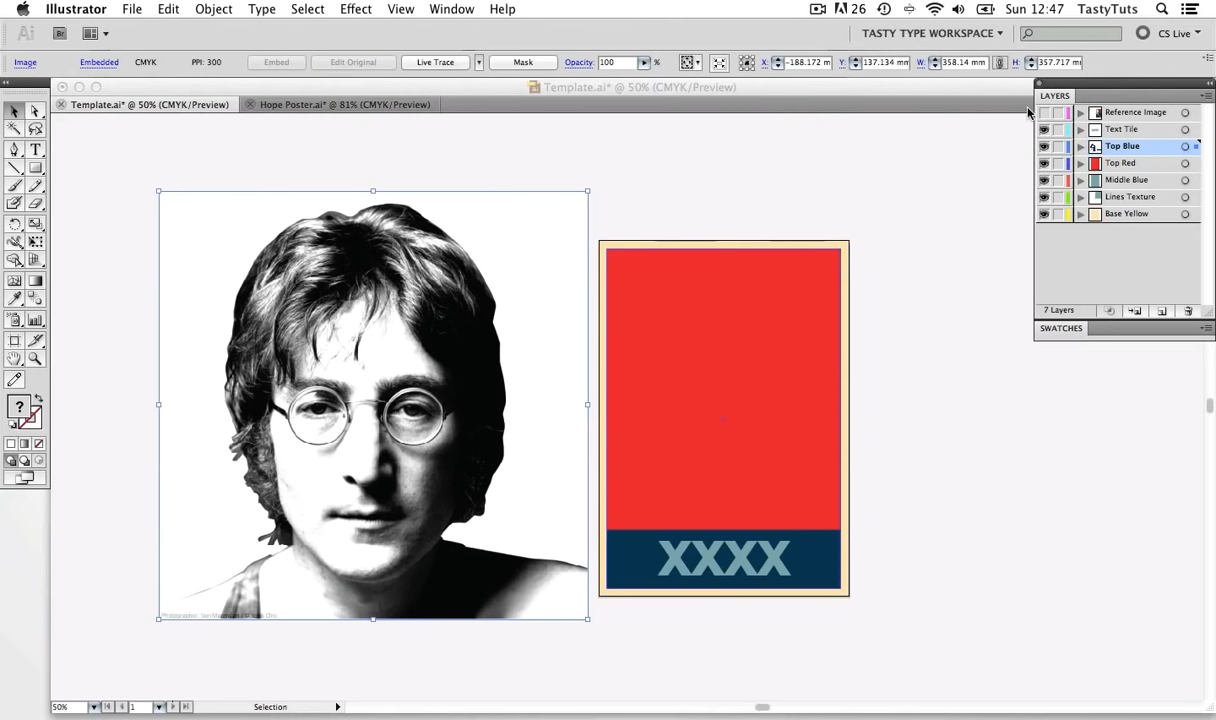 Illustrator File Edit Object Type Select Effect View Window Help 26 Sun 12:47 TastyTuts
Ai Br TASTY TYPE WORKSPACE CS Live
Image Embedded CMYK PPI: 300 Embed Edit Original Live Trace Mask Opacity: 100 % X: -188.172 m Y: 137.134 mm W: 358.14 mm H: 357.717 m
Template.ai* @ 50% (CMYK/Preview)
Template.ai* @ 50% (CMYK/Preview) Hope Poster.ai* @ 81% (CMYK/Preview)
LAYERS
Reference Image
Text Tile
Top Blue
Top Red
Middle Blue
Lines Texture
Base Yellow
7 Layers
SWATCHES
T
?
XXXX
50% 1 Selection